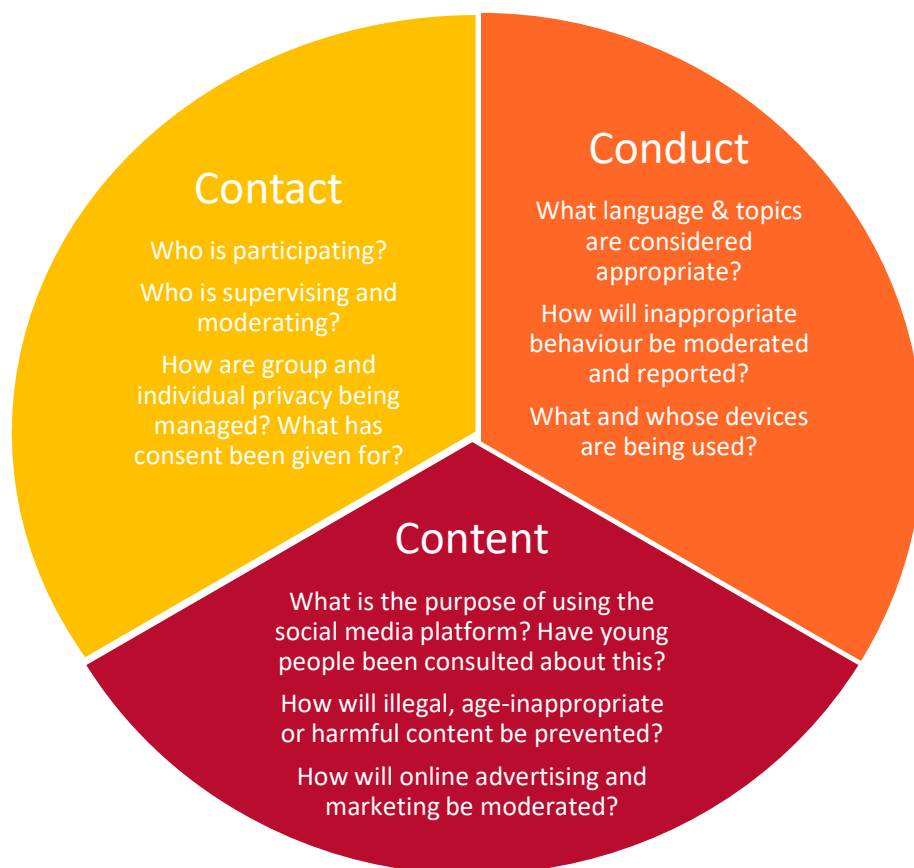 Contact
Who is participating?
Who is supervising and
moderating?
How are group and
individual privacy being
managed? What has
consent been given for?
Conduct
What language & topics
are considered
appropriate?
How will inappropriate
behaviour be moderated
and reported?
What and whose devices
are being used?
Content
What is the purpose of using the
social media platform? Have young
people been consulted about this?
How will illegal, age-inappropriate
or harmful content be prevented?
How will online advertising and
marketing be moderated?